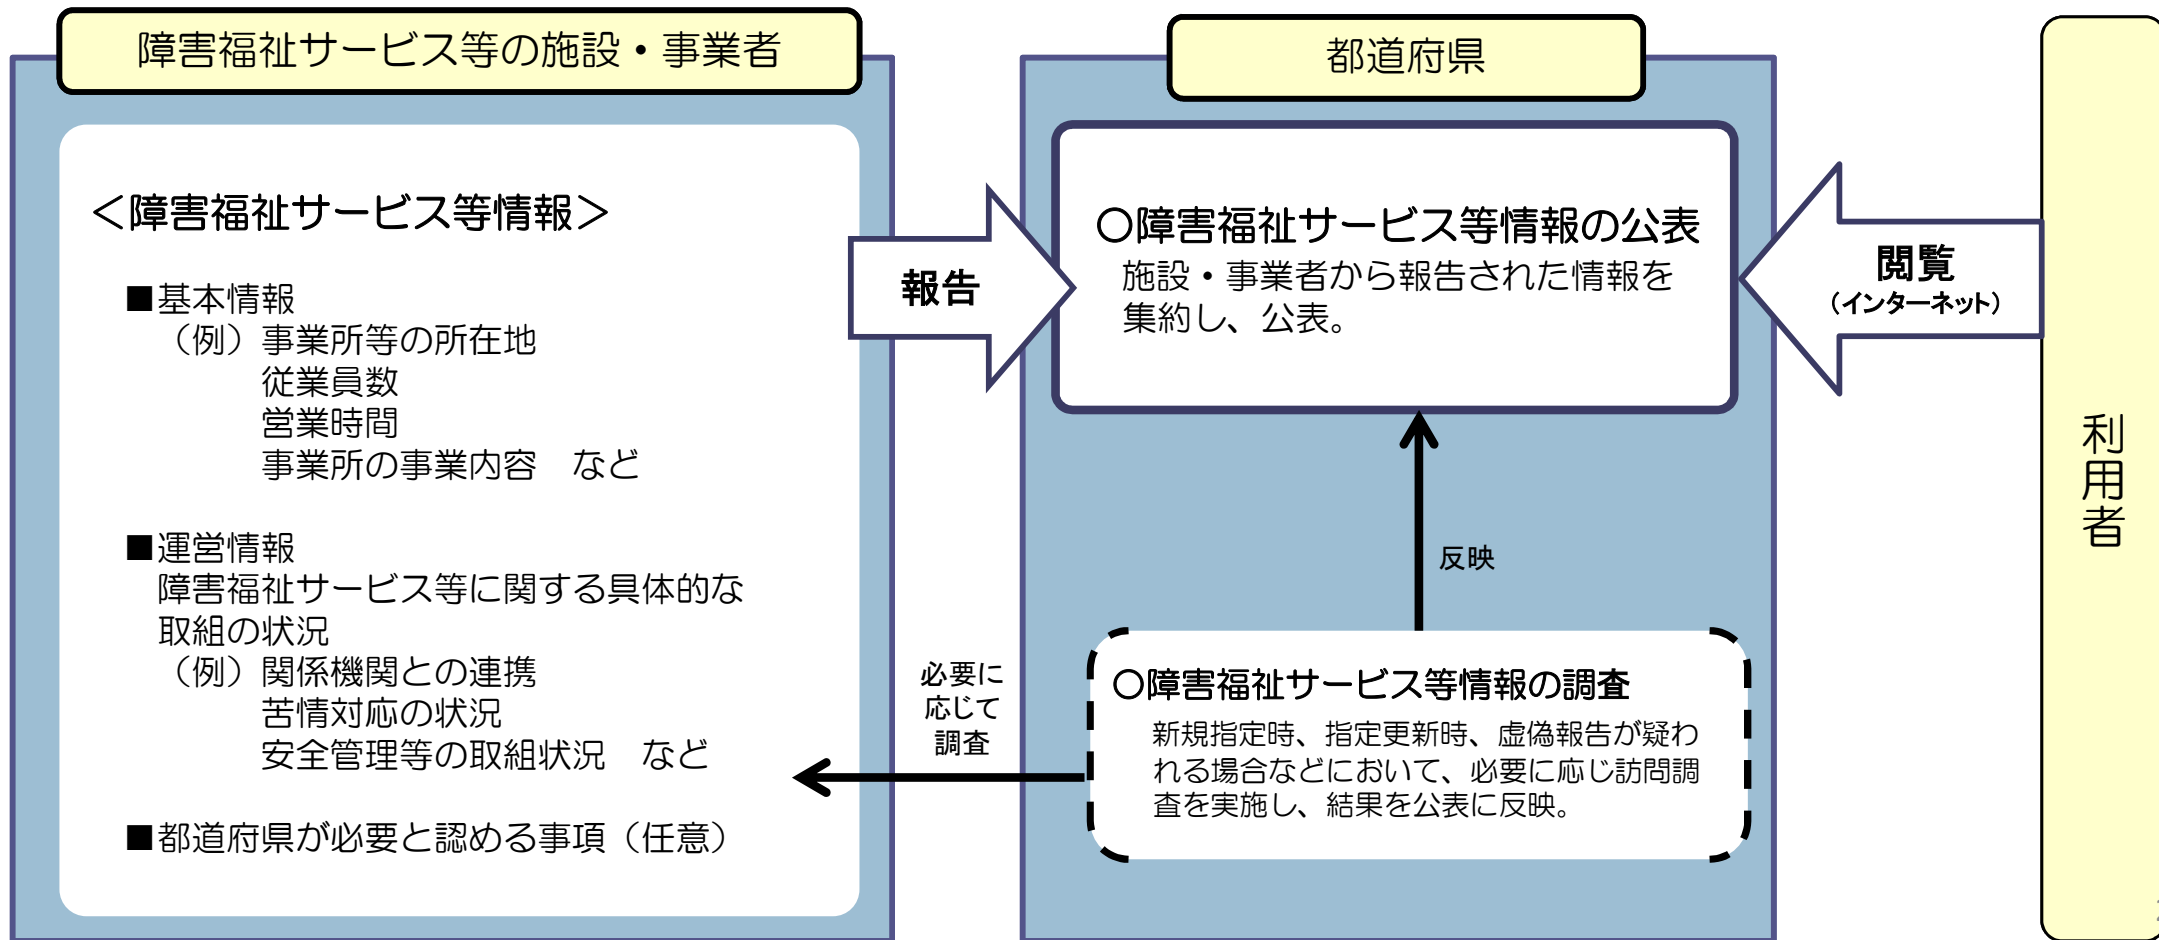 障害福祉サービス等の施設・事業者
＜障害福祉サービス等情報＞
■基本情報
（例）事業所等の所在地
従業員数
営業時間
事業所の事業内容　など
■運営情報
障害福祉サービス等に関する具体的な
取組の状況
（例）関係機関との連携
苦情対応の状況
安全管理等の取組状況　など
■都道府県が必要と認める事項（任意）
報告
必要に
応じて
調査
都道府県
○障害福祉サービス等情報の公表
施設・事業者から報告された情報を
集約し、公表。
反映
○障害福祉サービス等情報の調査
新規指定時、指定更新時、虚偽報告が疑わ
れる場合などにおいて、必要に応じ訪問調
査を実施し、結果を公表に反映。
閲覧
（インターネット）
利用者